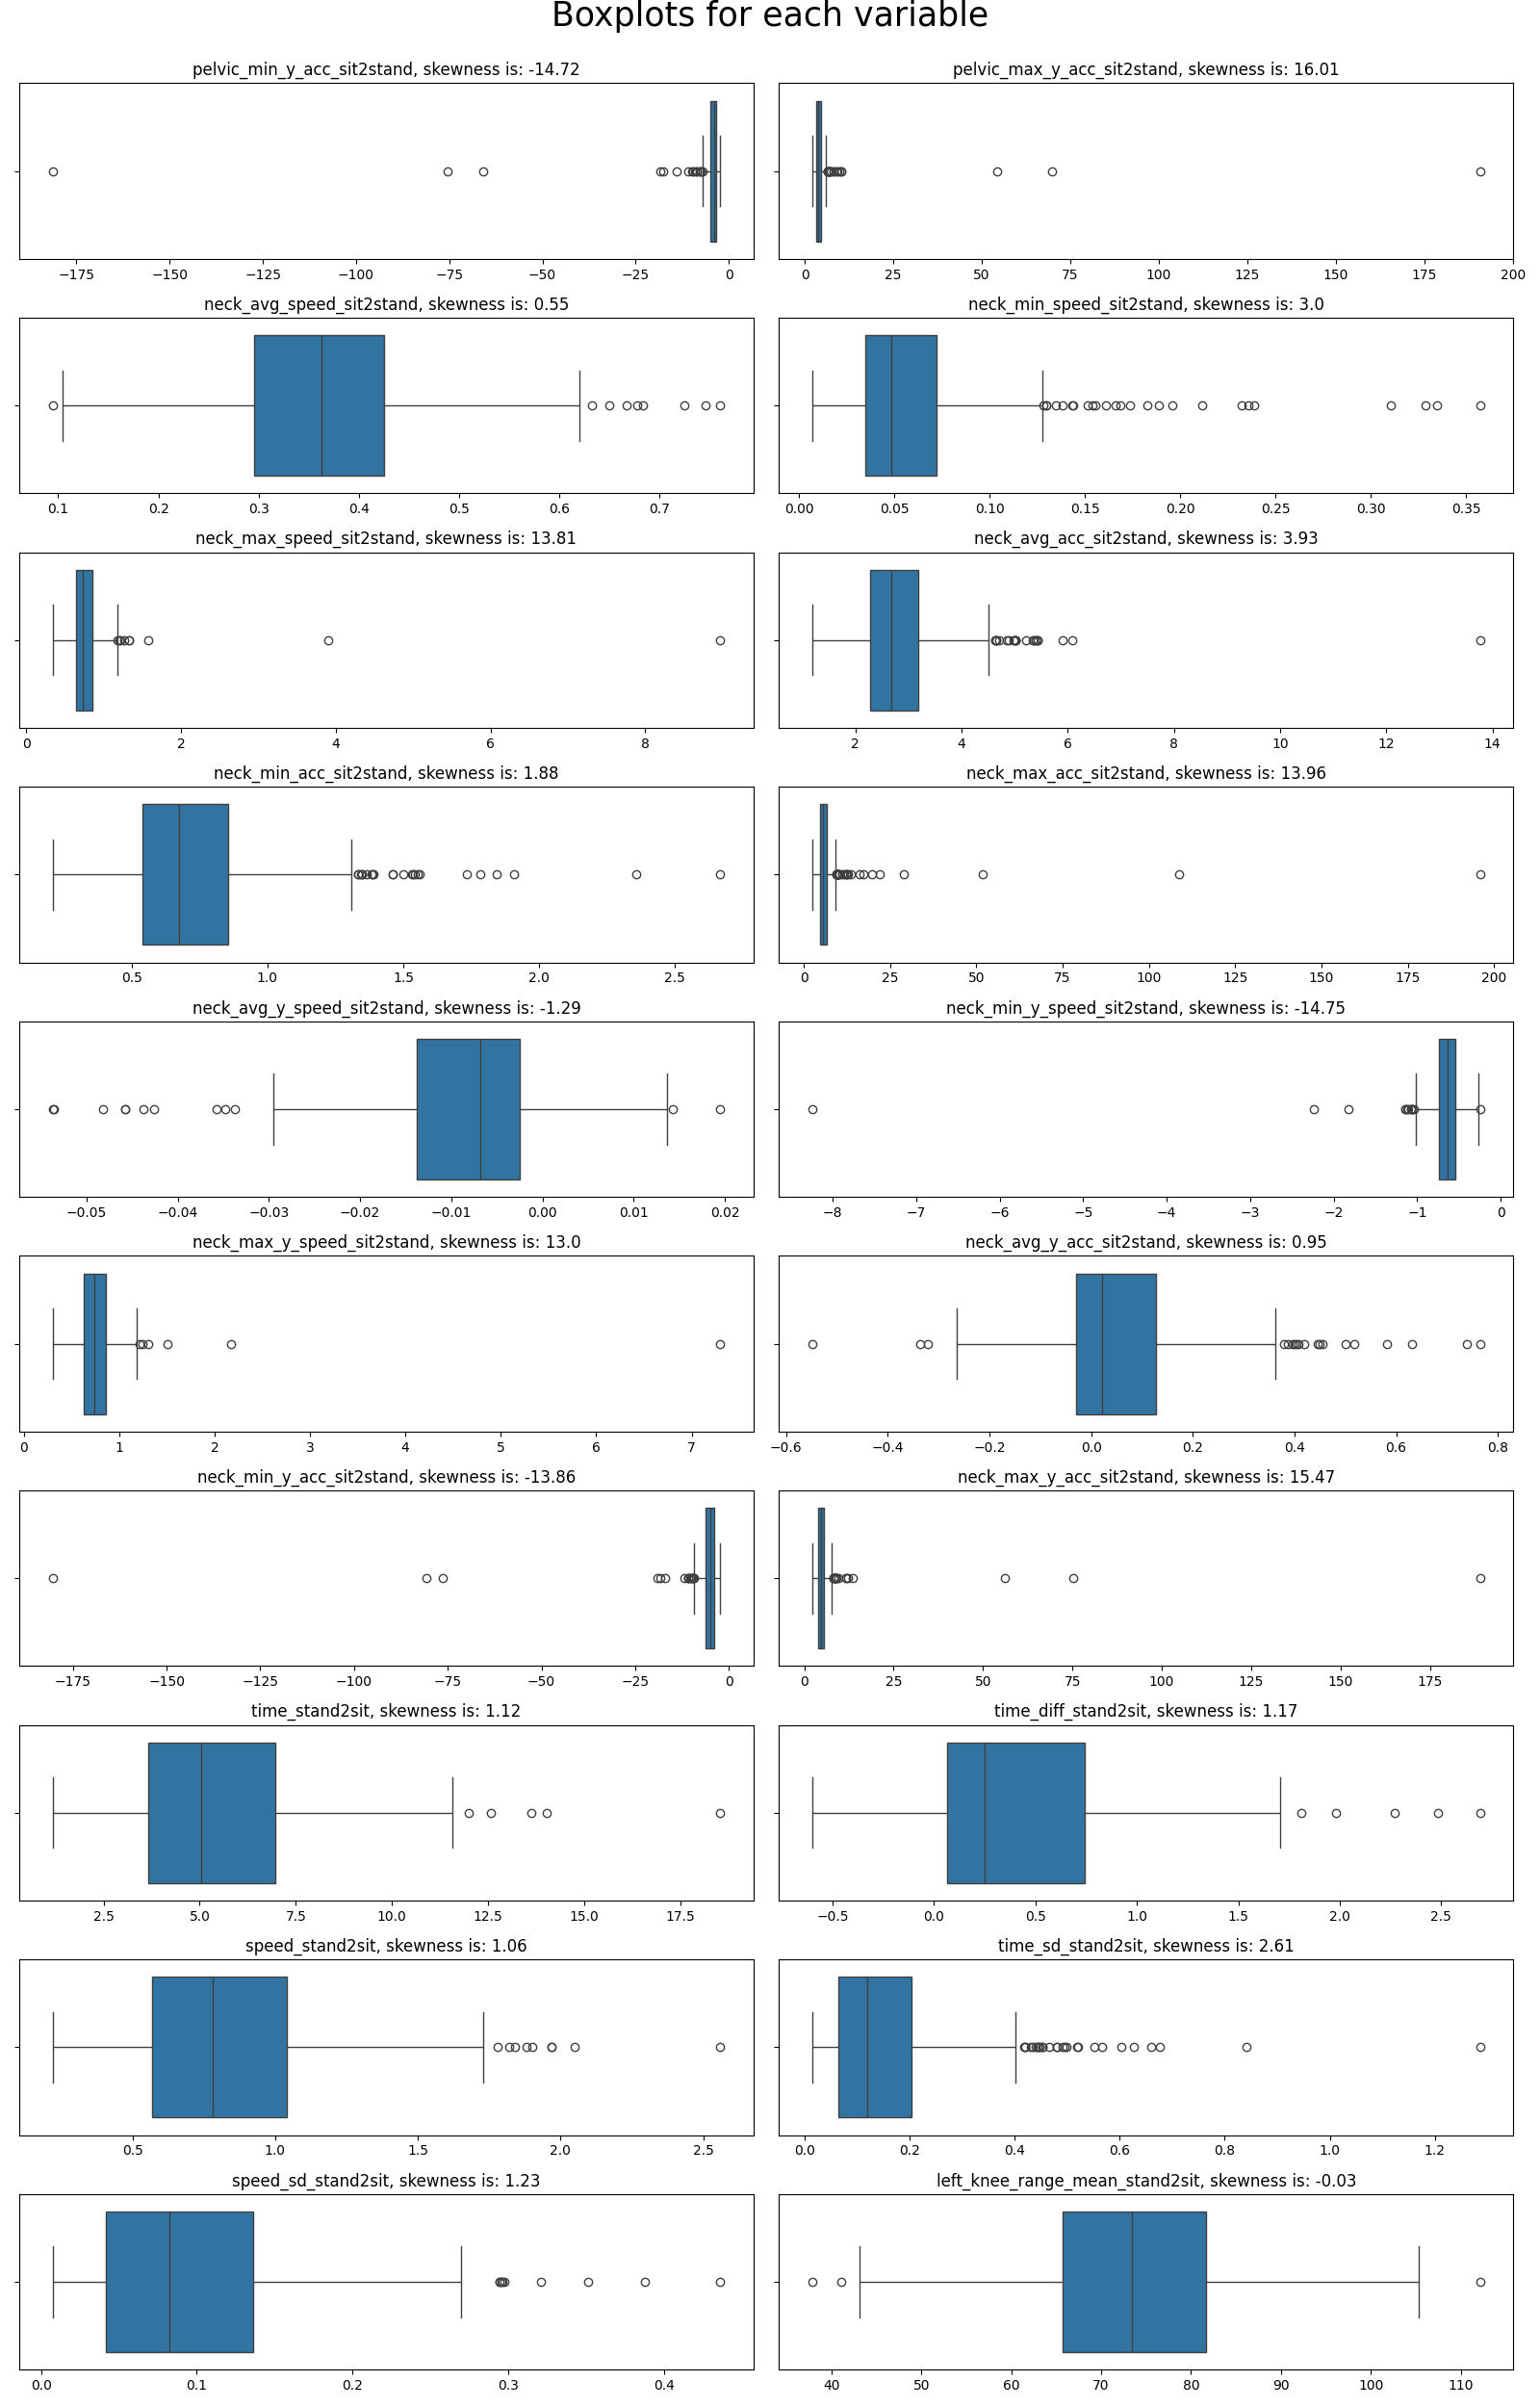 Boxplots for each variable
pelvic_min_y_acc_sit2stand, skewness is: -14.72
−175 −150 −125 −100 −75 −50 −25 0
pelvic_max_y_acc_sit2stand, skewness is: 16.01
0 25 50 75 100 125 150 175 200
neck_avg_speed_sit2stand, skewness is: 0.55
0.1 0.2 0.3 0.4 0.5 0.6 0.7
neck_min_speed_sit2stand, skewness is: 3.0
0.00 0.05 0.10 0.15 0.20 0.25 0.30 0.35
neck_max_speed_sit2stand, skewness is: 13.81
0 2 4 6 8
neck_avg_acc_sit2stand, skewness is: 3.93
2 4 6 8 10 12 14
neck_min_acc_sit2stand, skewness is: 1.88
0.5 1.0 1.5 2.0 2.5
neck_max_acc_sit2stand, skewness is: 13.96
0 25 50 75 100 125 150 175 200
neck_avg_y_speed_sit2stand, skewness is: -1.29
−0.05 −0.04 −0.03 −0.02 −0.01 0.00 0.01 0.02
neck_min_y_speed_sit2stand, skewness is: -14.75
−8 −7 −6 −5 −4 −3 −2 −1 0
neck_max_y_speed_sit2stand, skewness is: 13.0
0 1 2 3 4 5 6 7
neck_avg_y_acc_sit2stand, skewness is: 0.95
−0.6 −0.4 −0.2 0.0 0.2 0.4 0.6 0.8
neck_min_y_acc_sit2stand, skewness is: -13.86
−175 −150 −125 −100 −75 −50 −25 0
neck_max_y_acc_sit2stand, skewness is: 15.47
0 25 50 75 100 125 150 175
time_stand2sit, skewness is: 1.12
2.5 5.0 7.5 10.0 12.5 15.0 17.5
time_diff_stand2sit, skewness is: 1.17
−0.5 0.0 0.5 1.0 1.5 2.0 2.5
speed_stand2sit, skewness is: 1.06
0.5 1.0 1.5 2.0 2.5
time_sd_stand2sit, skewness is: 2.61
0.0 0.2 0.4 0.6 0.8 1.0 1.2
speed_sd_stand2sit, skewness is: 1.23
0.0 0.1 0.2 0.3 0.4
left_knee_range_mean_stand2sit, skewness is: -0.03
40 50 60 70 80 90 100 110